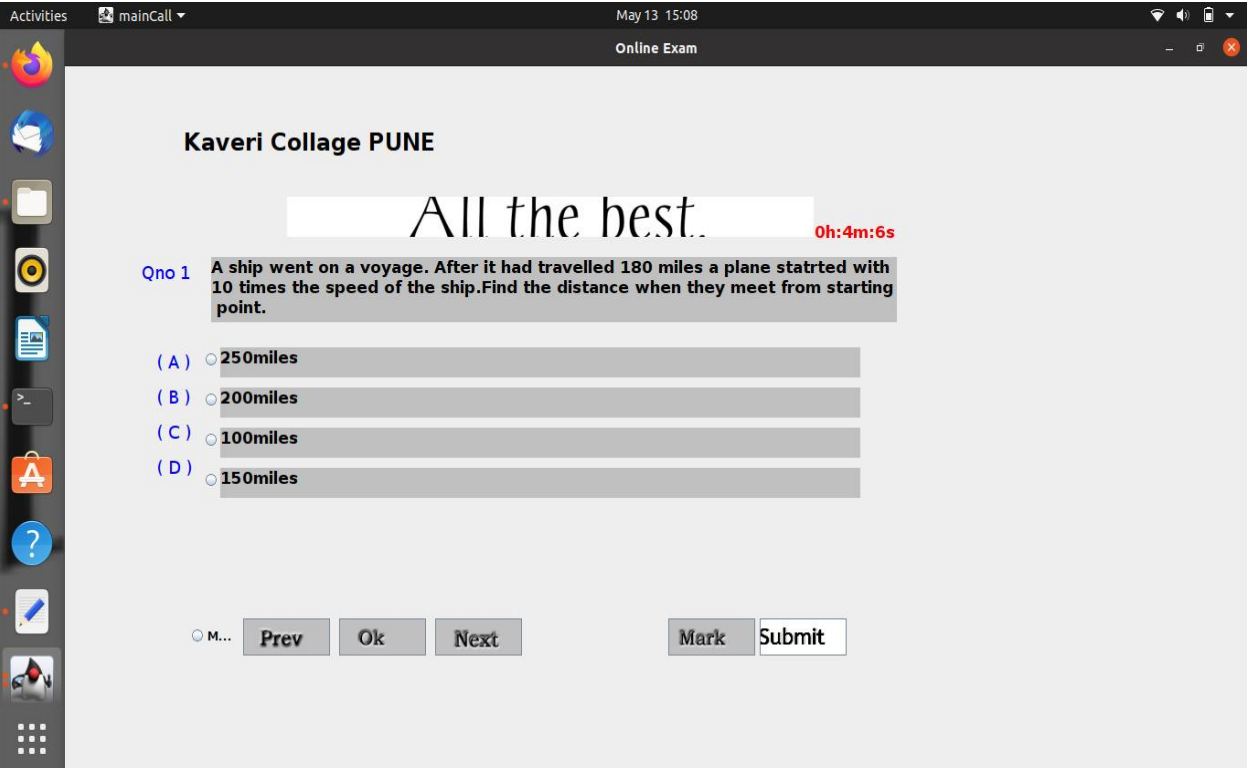 Activities
mainCall
May 13 15:08
Online Exam
Kaveri Collage PUNE
All the best.
0h:4m:6s
Qno 1
A ship went on a voyage. After it had travelled 180 miles a plane statrted with
10 times the speed of the ship.Find the distance when they meet from starting
point.
( A ) 250miles
( B ) 200miles
( C ) 100miles
( D ) 150miles
M... Prev Ok Next Mark Submit